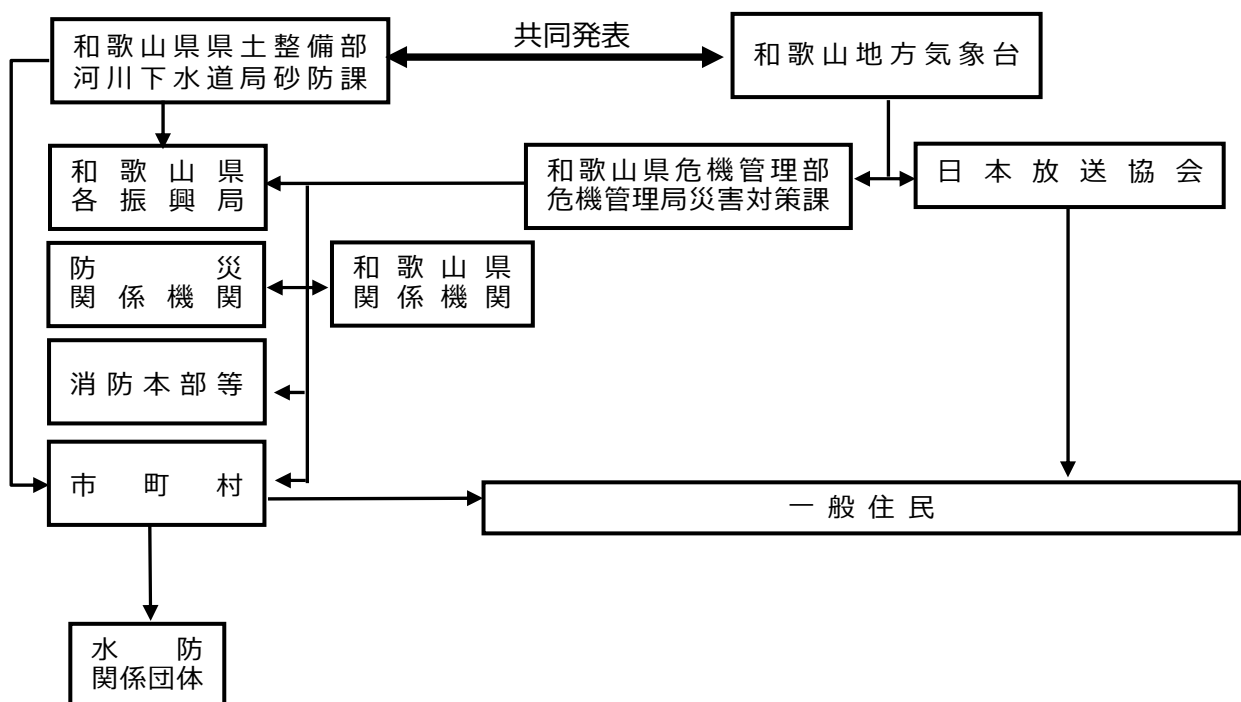 共同発表
和歌山県県土整備部
河川下水道局砂防課
和歌山地方気象台
和歌山県
各振興局
和歌山県危機管理部
危機管理局災害対策課
日本放送協会
防災
関係機関
和歌山県
関係機関
消防本部等
市町村
一般住民
水防
関係団体